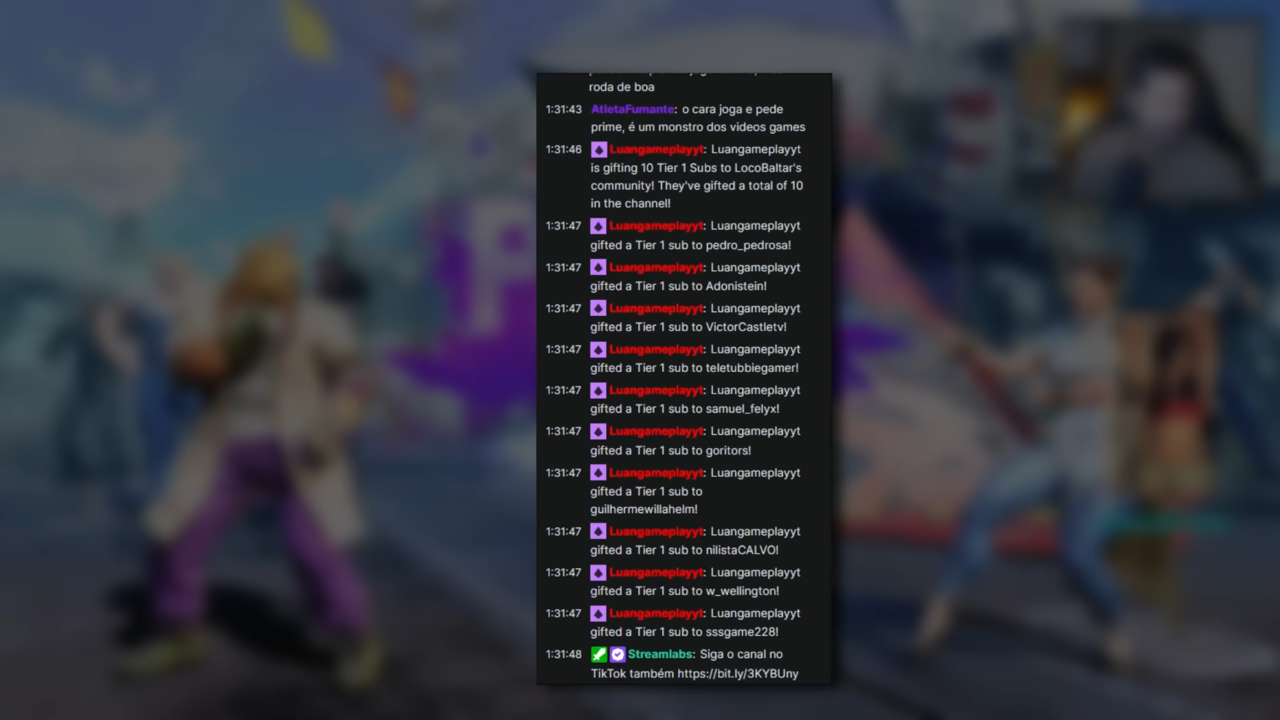 roda de boa
1:31:43 AtletaFumante: o cara joga e pede
prime, é um monstro dos videos games
1:31:46 Luangameplayyt: Luangameplayyt
is gifting 10 Tier 1 Subs to LocoBaltar's
community! They've gifted a total of 10
in the channel!
1:31:47 Luangameplayyt: Luangameplayyt
gifted a Tier 1 sub to pedro_pedrosa!
1:31:47 Luangameplayyt: Luangameplayyt
gifted a Tier 1 sub to Adonistein!
1:31:47 Luangameplayyt: Luangameplayyt
gifted a Tier 1 sub to VictorCastletv!
1:31:47 Luangameplayyt: Luangameplayyt
gifted a Tier 1 sub to teletubbiegamer!
1:31:47 Luangameplayyt: Luangameplayyt
gifted a Tier 1 sub to samuel_felyx!
1:31:47 Luangameplayyt: Luangameplayyt
gifted a Tier 1 sub to goritors!
1:31:47 Luangameplayyt: Luangameplayyt
gifted a Tier 1 sub to
guilhermewillahelm!
1:31:47 Luangameplayyt: Luangameplayyt
gifted a Tier 1 sub to nilistaCALVO!
1:31:47 Luangameplayyt: Luangameplayyt
gifted a Tier 1 sub to w_wellington!
1:31:47 Luangameplayyt: Luangameplayyt
gifted a Tier 1 sub to sssgame228!
1:31:48 Streamlabs: Siga o canal no
TikTok também https://bit.ly/3KYBUny